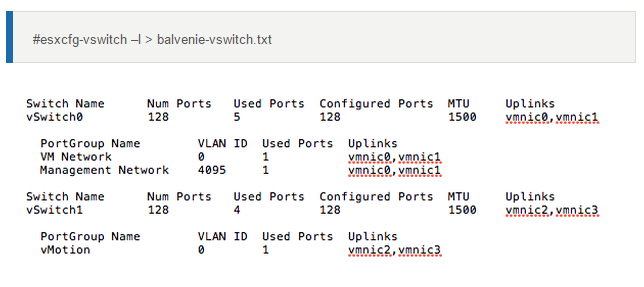 #esxcfg-vswitch –l > balvenie-vswitch.txt
Switch Name Num Ports Used Ports Configured Ports MTU Uplinks
vSwitch0 128 5 128 1500 vmnic0,vmnic1
PortGroup Name VLAN ID Used Ports Uplinks
VM Network 0 1 vmnic0,vmnic1
Management Network 4095 1 vmnic0,vmnic1
Switch Name Num Ports Used Ports Configured Ports MTU Uplinks
vSwitch1 128 4 128 1500 vmnic2,vmnic3
PortGroup Name VLAN ID Used Ports Uplinks
vMotion 0 1 vmnic2,vmnic3